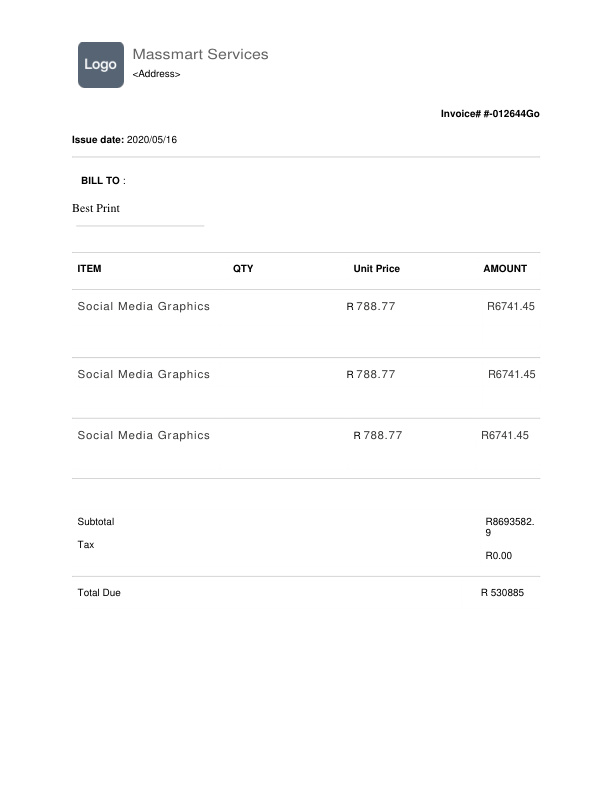 Logo
Massmart Services
<Address>
Invoice# #-012644Go
Issue date: 2020/05/16
BILL TO :
Best Print
ITEM QTY Unit Price AMOUNT
Social Media Graphics R 788.77 R6741.45
Social Media Graphics R 788.77 R6741.45
Social Media Graphics R 788.77 R6741.45
Subtotal R8693582.
9
Tax
R0.00
Total Due R 530885